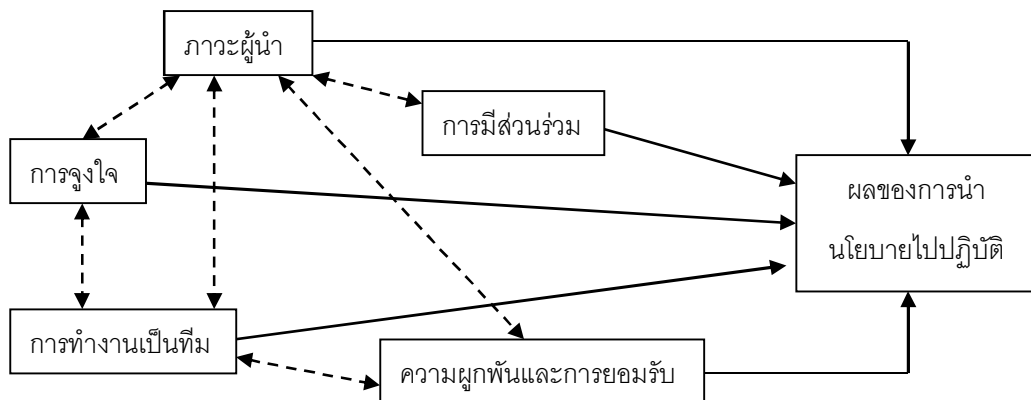 ภาวะผู้นำ
การมีส่วนร่วม
การจูงใจ
ผลของการนำ
นโยบายไปปฏิบัติ
การทำงานเป็นทีม
ความผูกพันและการยอมรับ